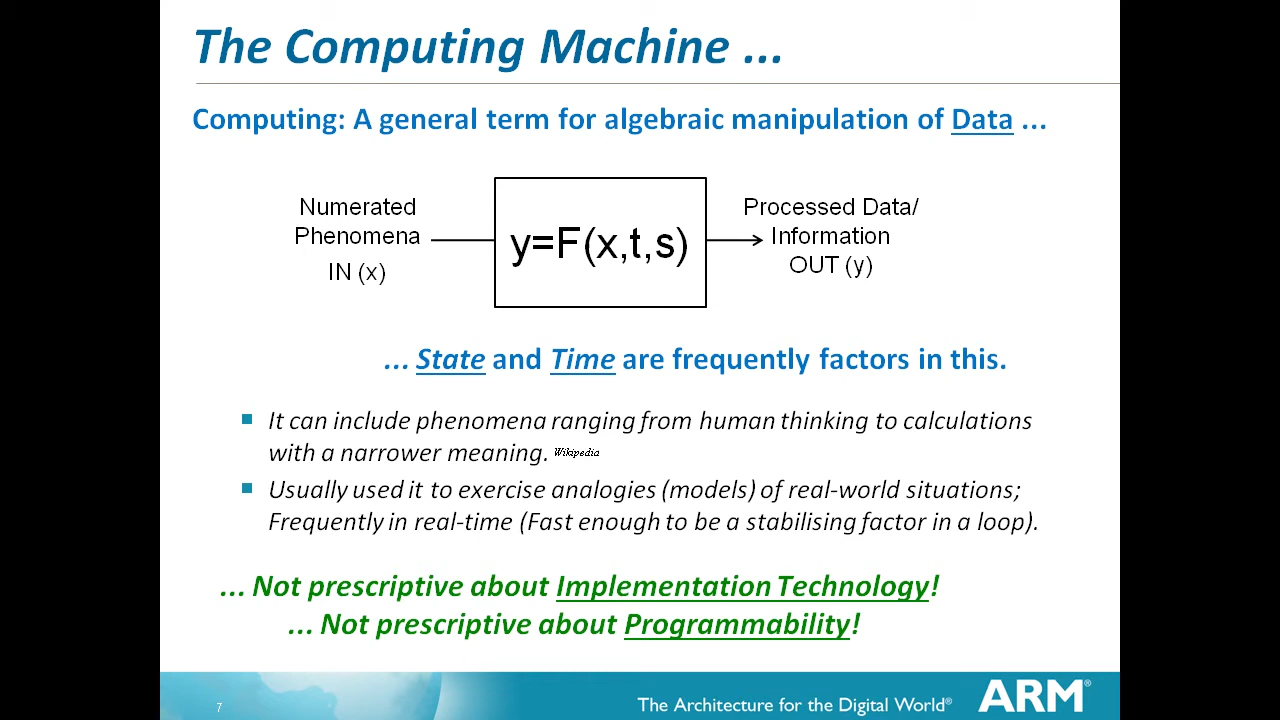 The Computing Machine ...
Computing: A general term for algebraic manipulation of Data ...
Numerated
Phenomena
IN (x)
y=F(x,t,s)
Processed Data/
Information
OUT (y)
... State and Time are frequently factors in this.
It can include phenomena ranging from human thinking to calculations
with a narrower meaning. Wikipedia
Usually used it to exercise analogies (models) of real-world situations;
Frequently in real-time (Fast enough to be a stabilising factor in a loop).
... Not prescriptive about Implementation Technology!
... Not prescriptive about Programmability!
7
The Architecture for the Digital World®
ARM®